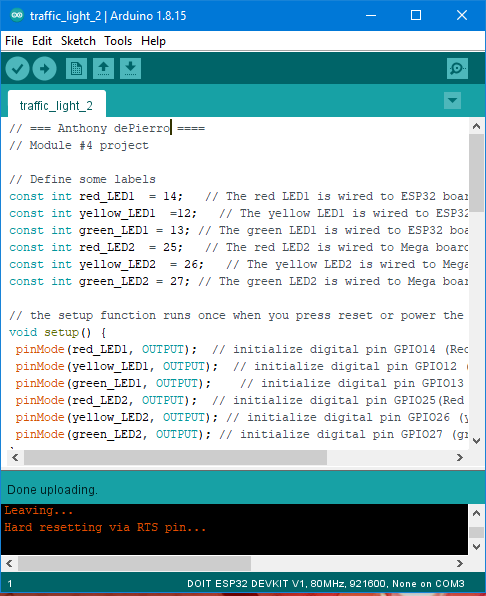 traffic_light_2 | Arduino 1.8.15
File Edit Sketch Tools Help
traffic_light_2
// === Anthony dePierro ====
// Module #4 project
// Define some labels
const int red_LED1  = 14;   // The red LED1 is wired to ESP32 boar
const int yellow_LED1  =12;   // The yellow LED1 is wired to ESP32
const int green_LED1 = 13; // The green LED1 is wired to ESP32 boa
const int red_LED2  = 25;   // The red LED2 is wired to Mega board
const int yellow_LED2  = 26;   // The yellow LED2 is wired to Mega
const int green_LED2 = 27; // The green LED2 is wired to Mega boar
// the setup function runs once when you press reset or power the
void setup() {
pinMode(red_LED1, OUTPUT);  // initialize digital pin GPIO14 (Red
pinMode(yellow_LED1, OUTPUT);  // initialize digital pin GPIO12 (
pinMode(green_LED1, OUTPUT);    // initialize digital pin GPIO13
pinMode(red_LED2, OUTPUT);  // initialize digital pin GPIO25(Red
pinMode(yellow_LED2, OUTPUT); // initialize digital pin GPIO26 (y
pinMode(green_LED2, OUTPUT); // initialize digital pin GPIO27 (gr
Done uploading.
Leaving...
Hard resetting via RTS pin...
1 DOIT ESP32 DEVKIT V1, 80MHz, 921600, None on COM3